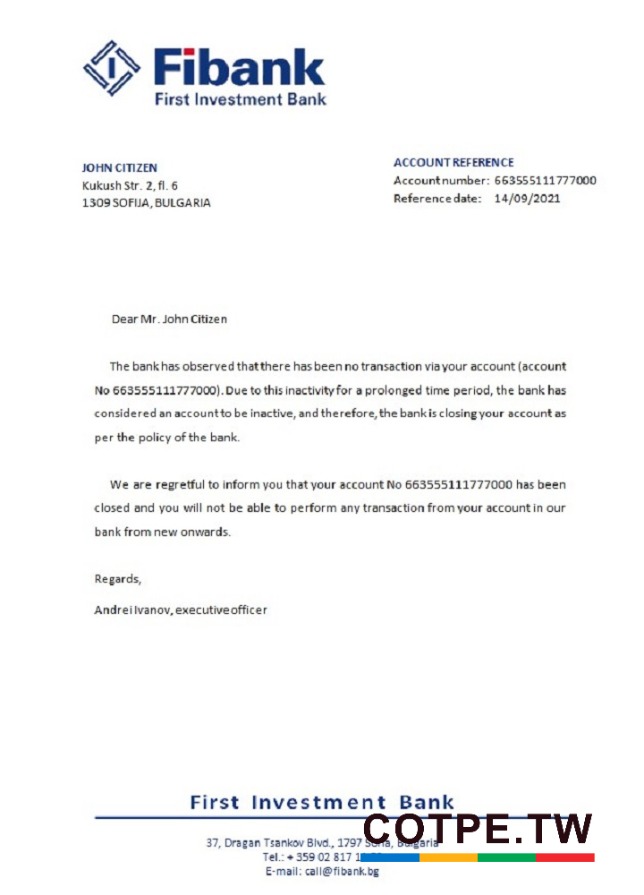 Fibank
First Investment Bank
JOHN CITIZEN
Kukush Str. 2, fl. 6
1309 SOFIJA, BULGARIA
ACCOUNT REFERENCE
Account number: 663555111777000
Reference date: 14/09/2021
Dear Mr. John Citizen
The bank has observed that there has been no transaction via your account (account
No 663555111777000). Due to this inactivity for a prolonged time period, the bank has
considered an account to be inactive, and therefore, the bank is closing your account as
per the policy of the bank.
We are regretful to inform you that your account No 663555111777000 has been
closed and you will not be able to perform any transaction from your account in our
bank from new onwards.
Regards,
Andrei Ivanov, executive officer
First Investment Bank
37, Dragan Tsankov Blvd., 1797 Sofia, Bulgaria
Tel.: + 359 02 817
E-mail: call@fibank.bg
COTPE.TW